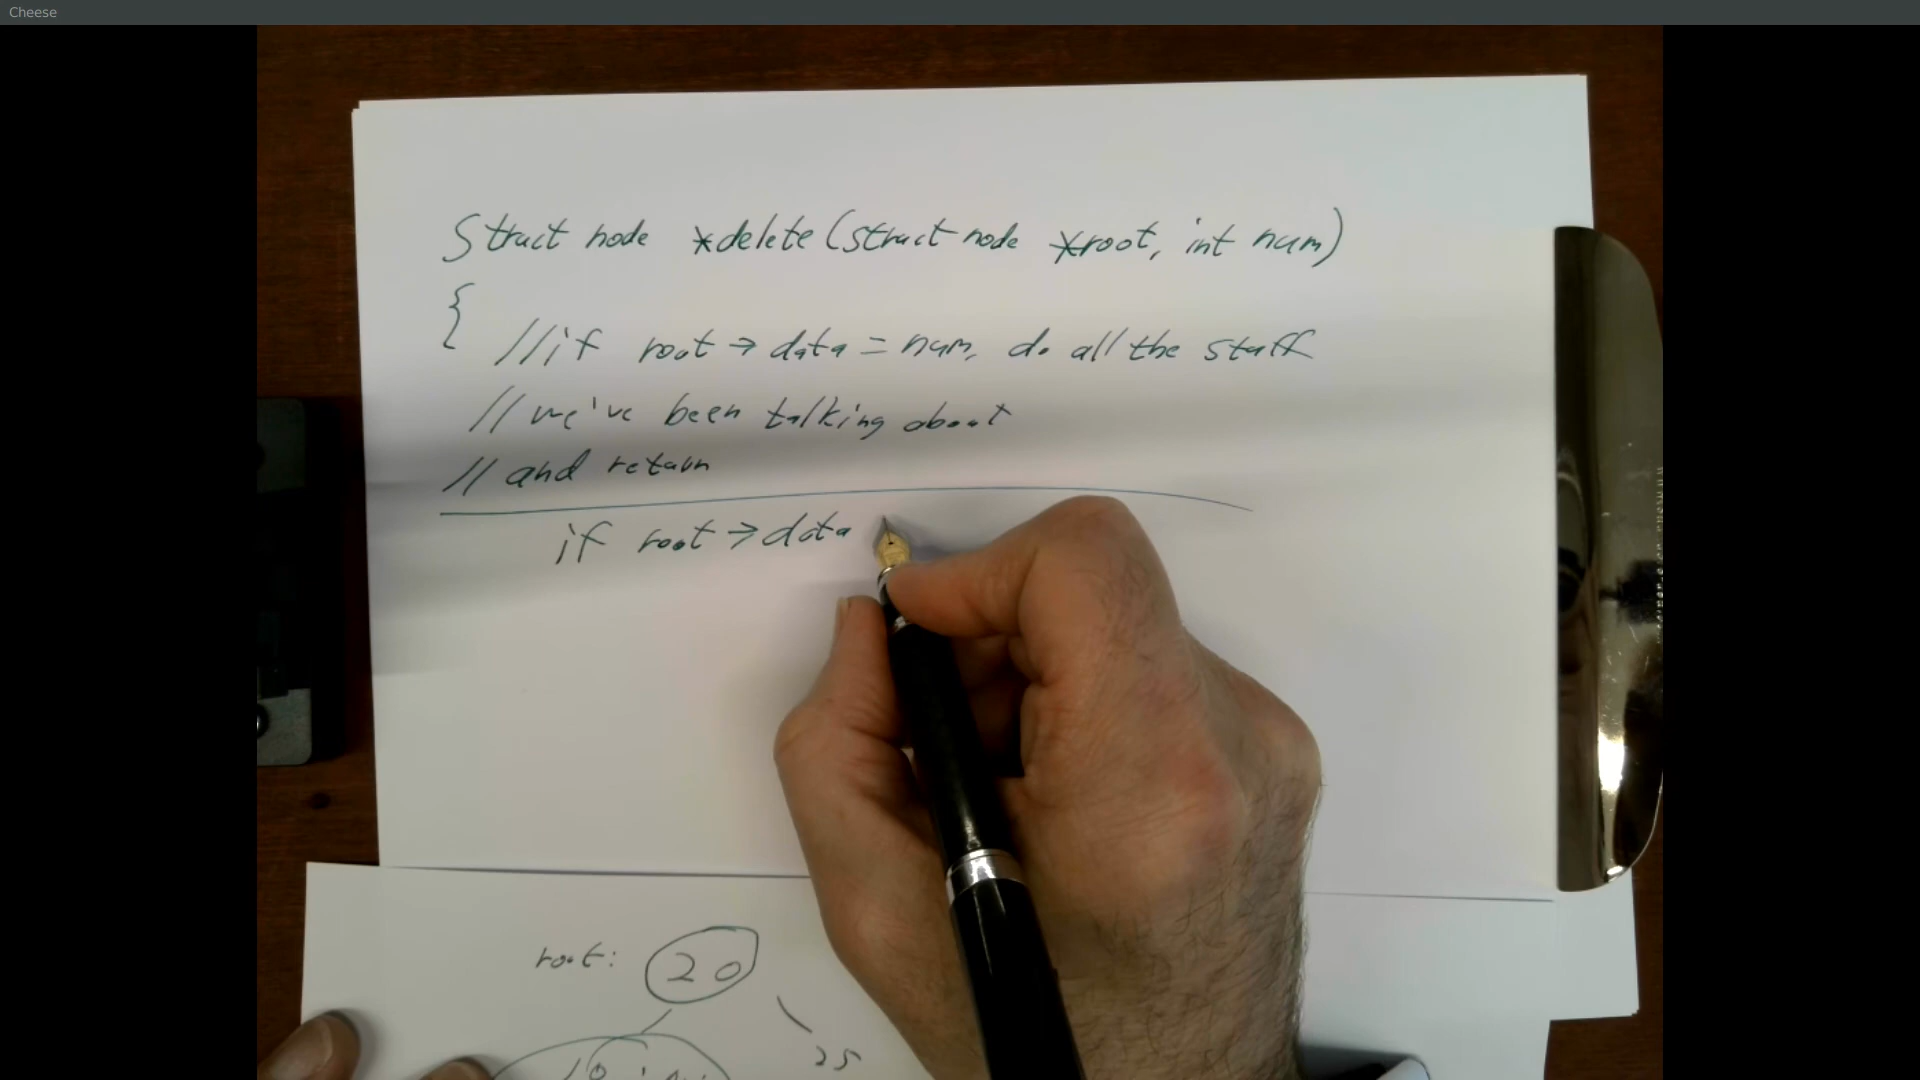 Cheese
Struct node *delete(struct node *root, int num)
{
//if root → data = num, do all the stuff
// we've been talking about
// and return
if root → data
root: 20
25
10